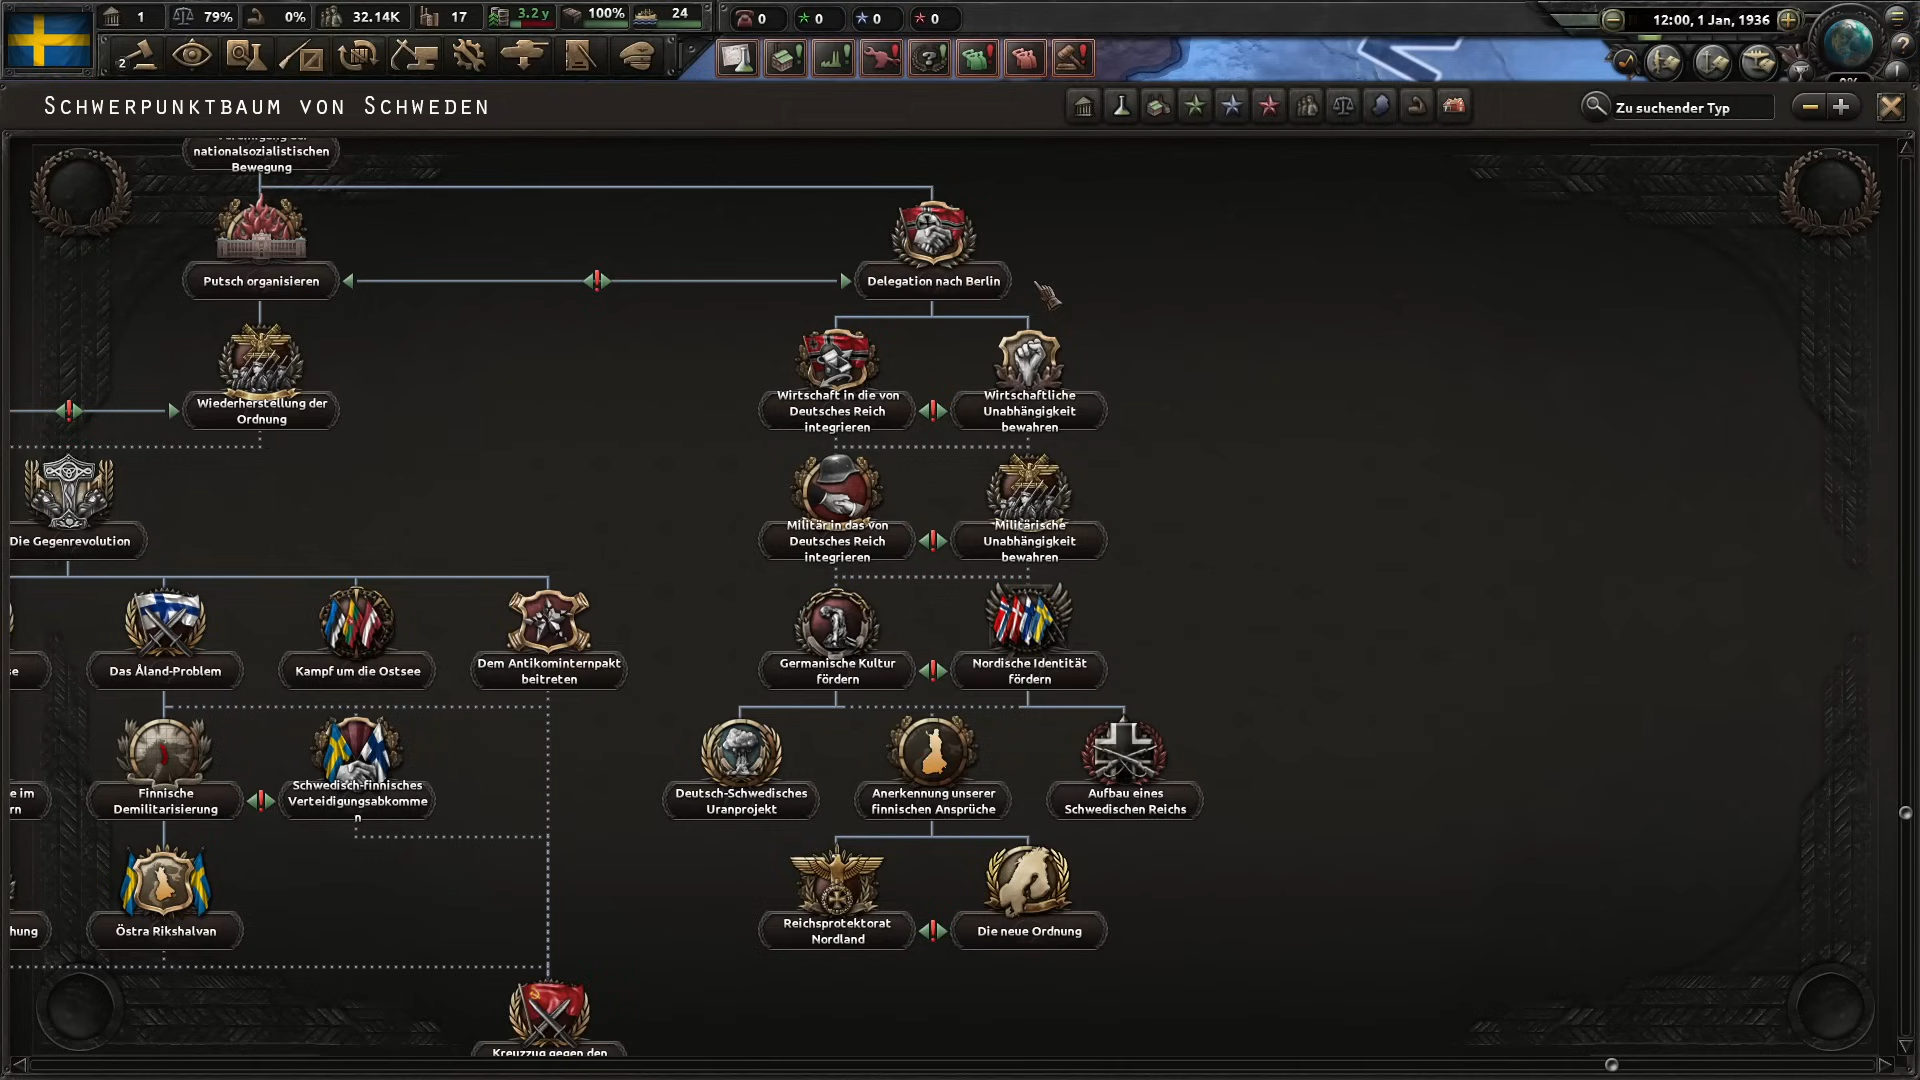 1
79%
0%
32.14K
17
3.2 y
100%
24
0
0
0
0
12:00, 1 Jan, 1936
2
0%
SCHWERPUNKTBAUM VON SCHWEDEN
Zu suchender Typ
nationalsozialistischen
Bewegung
Putsch organisieren
Delegation nach Berlin
Wiederherstellung der
Ordnung
Wirtschaft in die von
Deutsches Reich
integrieren
Wirtschaftliche
Unabhängigkeit
bewahren
Die Gegenrevolution
Militär in das von
Deutsches Reich
integrieren
Militärische
Unabhängigkeit
bewahren
se
Das Åland-Problem
Kampf um die Ostsee
Dem Antikominternpakt
beitreten
Germanische Kultur
fördern
Nordische Identität
fördern
e im
rn
Finnische
Demilitarisierung
Schwedisch-finnisches
Verteidigungsabkomme
n
Deutsch-Schwedisches
Uranprojekt
Anerkennung unserer
finnischen Ansprüche
Aufbau eines
Schwedischen Reichs
hung
Östra Rikshalvan
Reichsprotektorat
Nordland
Die neue Ordnung
Kreuzzug gegen den